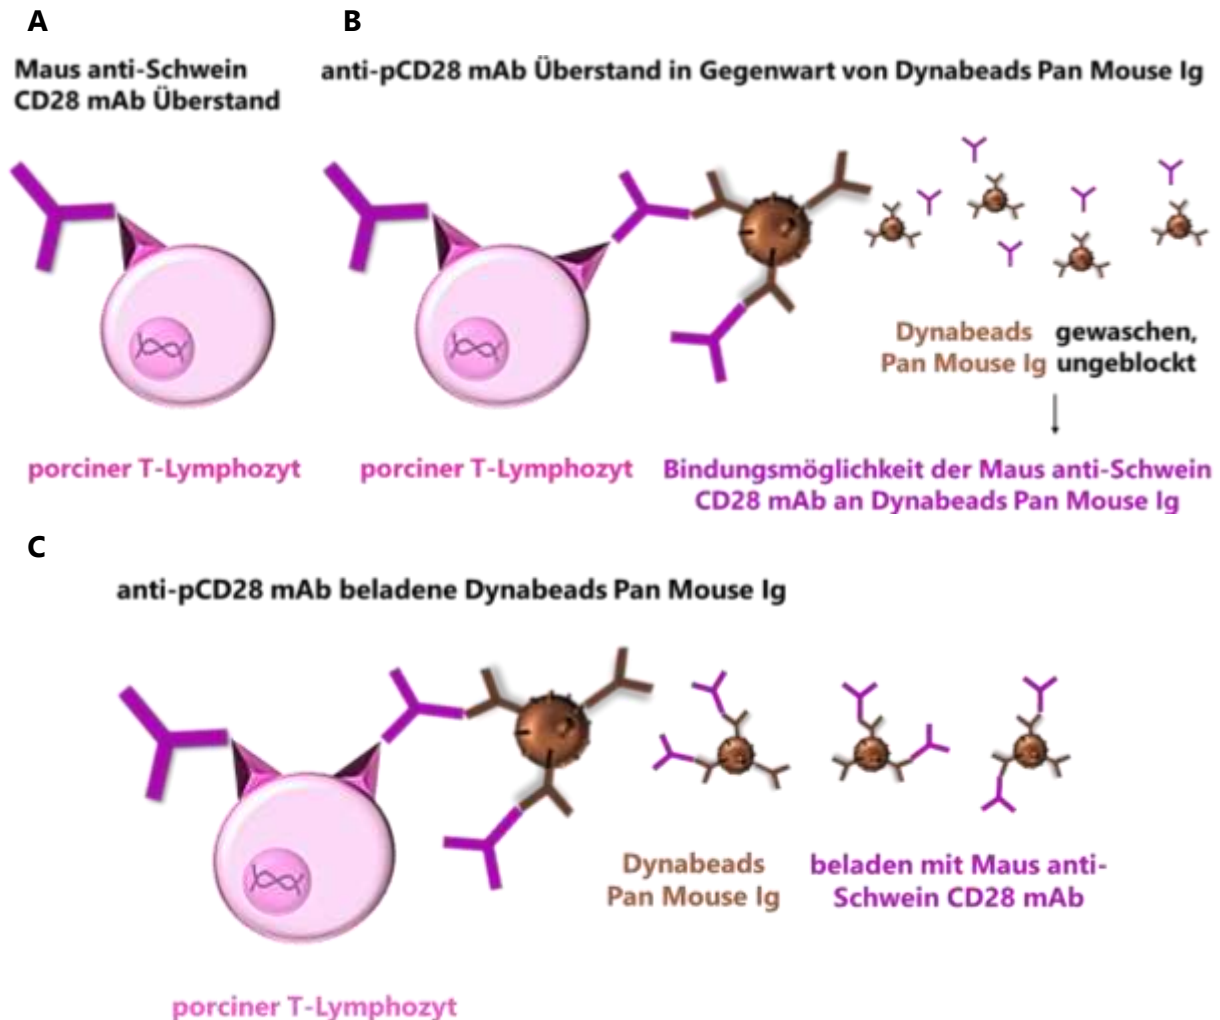 A
B
Maus anti-Schwein
CD28 mAb Überstand
anti-pCD28 mAb Überstand in Gegenwart von Dynabeads Pan Mouse Ig
Dynabeads gewaschen,
Pan Mouse Ig ungeblockt
porciner T-Lymphozyt
porciner T-Lymphozyt
Bindungsmöglichkeit der Maus anti-Schwein
CD28 mAb an Dynabeads Pan Mouse Ig
C
anti-pCD28 mAb beladene Dynabeads Pan Mouse Ig
Dynabeads
Pan Mouse Ig
beladen mit Maus anti-
Schwein CD28 mAb
porciner T-Lymphozyt